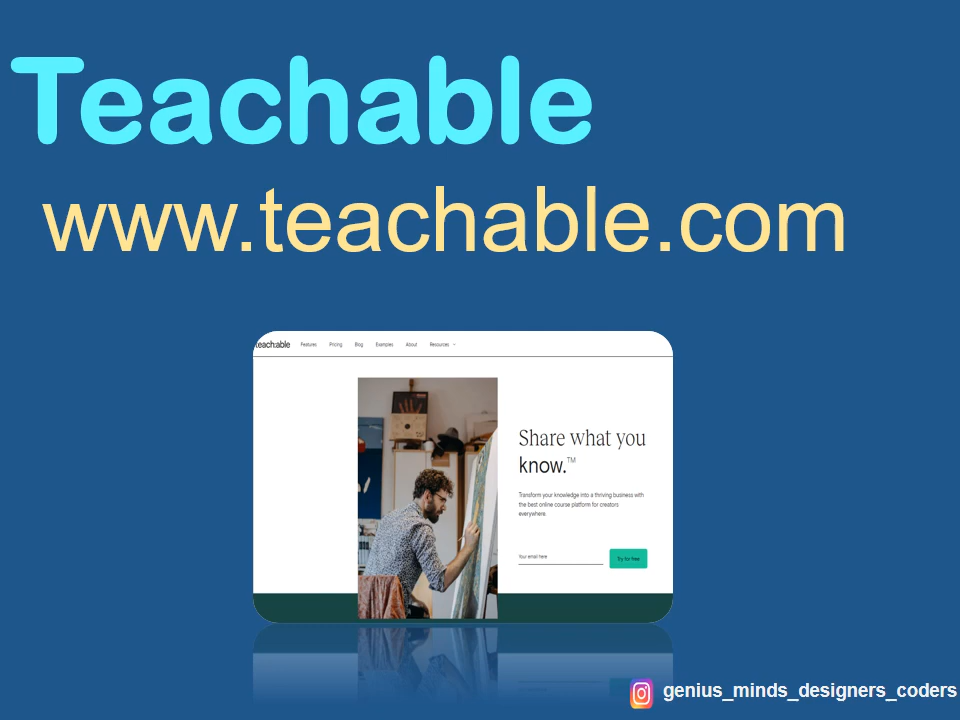 Teachable
www.teachable.com
teach:able Features Pricing Blog Examples About Resources
Share what you
know.™
Transform your knowledge into a thriving business with
the best online course platform for creators
everywhere.
Your email here
Try for free
genius_minds_designers_coders